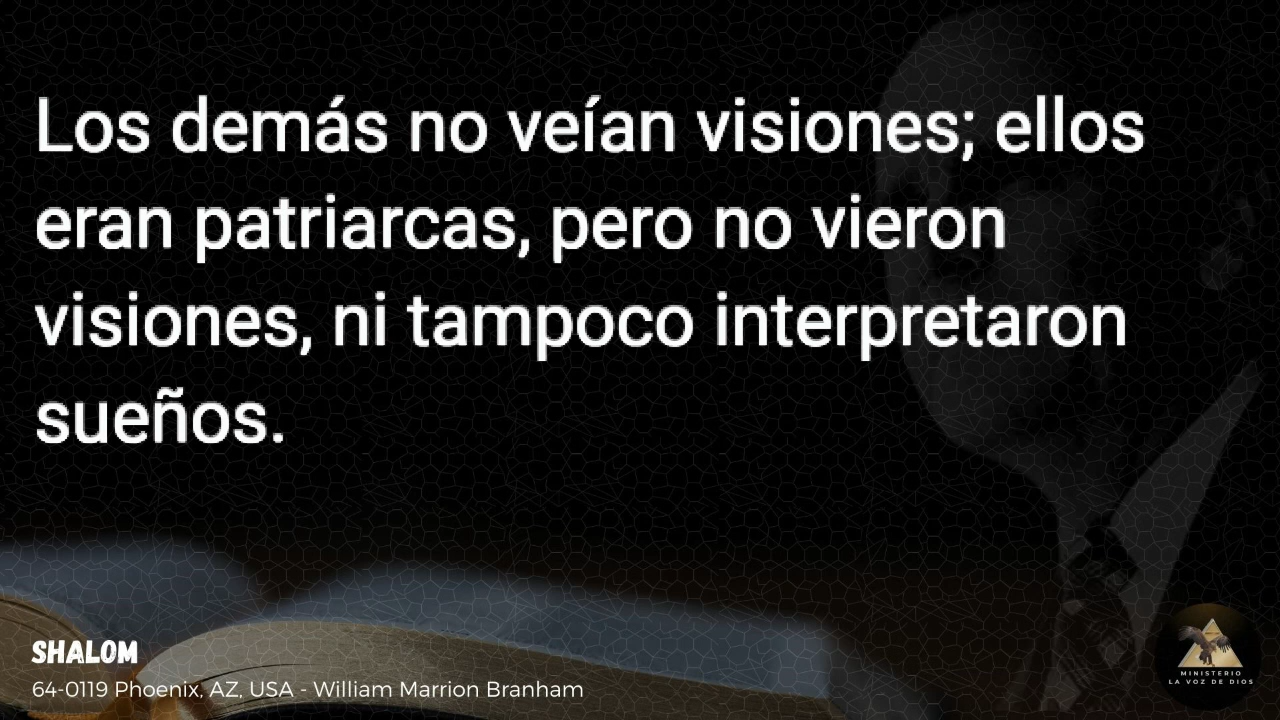 Los demás no veían visiones; ellos
eran patriarcas, pero no vieron
visiones, ni tampoco interpretaron
sueños.
SHALOM
64-0119 Phoenix, AZ, USA - William Marrion Branham
MINISTERIO
LA VOZ DE DIOS